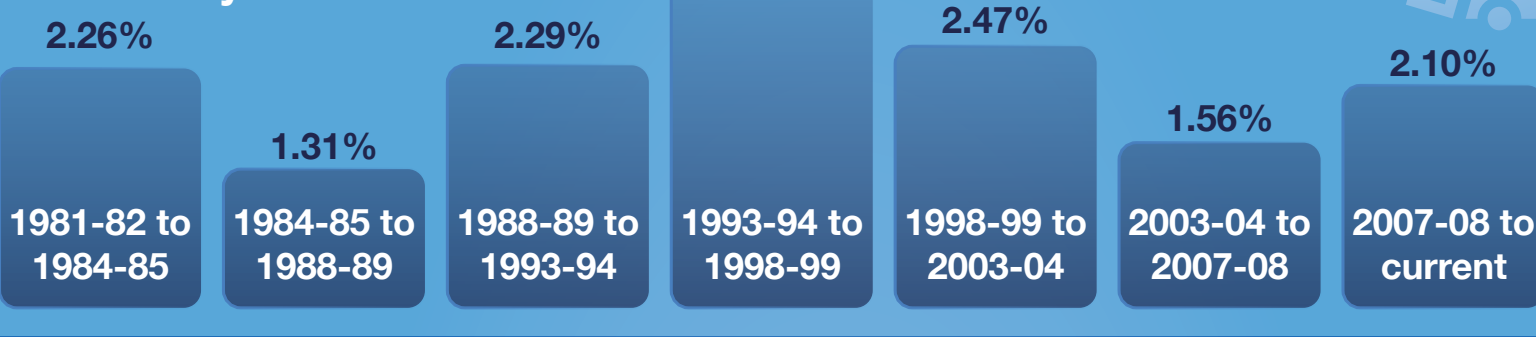 2.26%
1981-82 to
1984-85
1.31%
1984-85 to
1988-89
2.29%
1988-89 to
1993-94
1993-94 to
1998-99
2.47%
1998-99 to
2003-04
1.56%
2003-04 to
2007-08
2.10%
2007-08 to
current